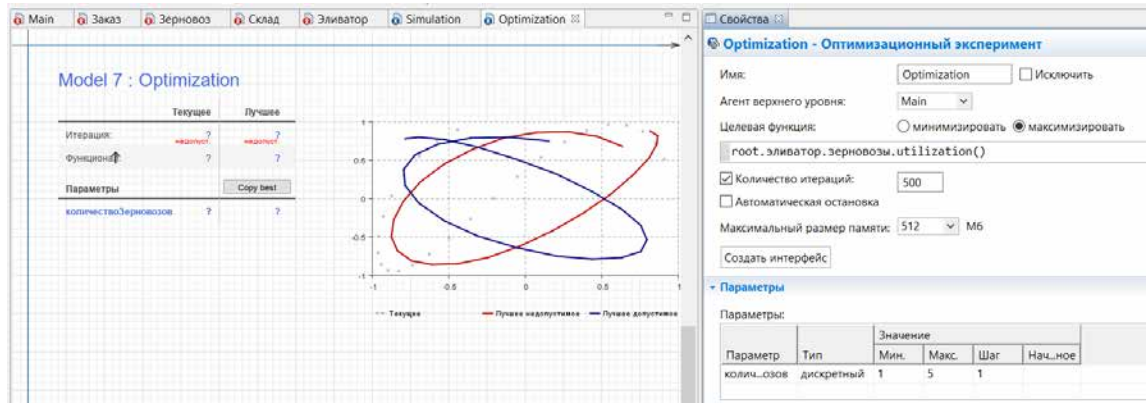 Main Заказ Зерновоз Склад Эливатор Simulation Optimization
Model 7 : Optimization
Текущее Лучшее
Итерация: ? ?
недопуст. недопуст.
Функционал: ? ?
Параметры Copy best
количествоЗерновозов ? ?
1
0.5
0
-0.5
-1
-1 -0.5 0 0.5 1
Текущее Лучшее недопустимое Лучшее допустимое
Свойства
Optimization - Оптимизационный эксперимент
Имя: Optimization Исключить
Агент верхнего уровня: Main
Целевая функция: минимизировать максимизировать
root.эливатор.зерновозы.utilization()
Количество итераций: 500
Автоматическая остановка
Максимальный размер памяти: 512 Мб
Создать интерфейс
Параметры
Параметры:
Значение
Параметр Тип Мин. Макс. Шаг Нач...ное
колич...озов дискретный 1 5 1